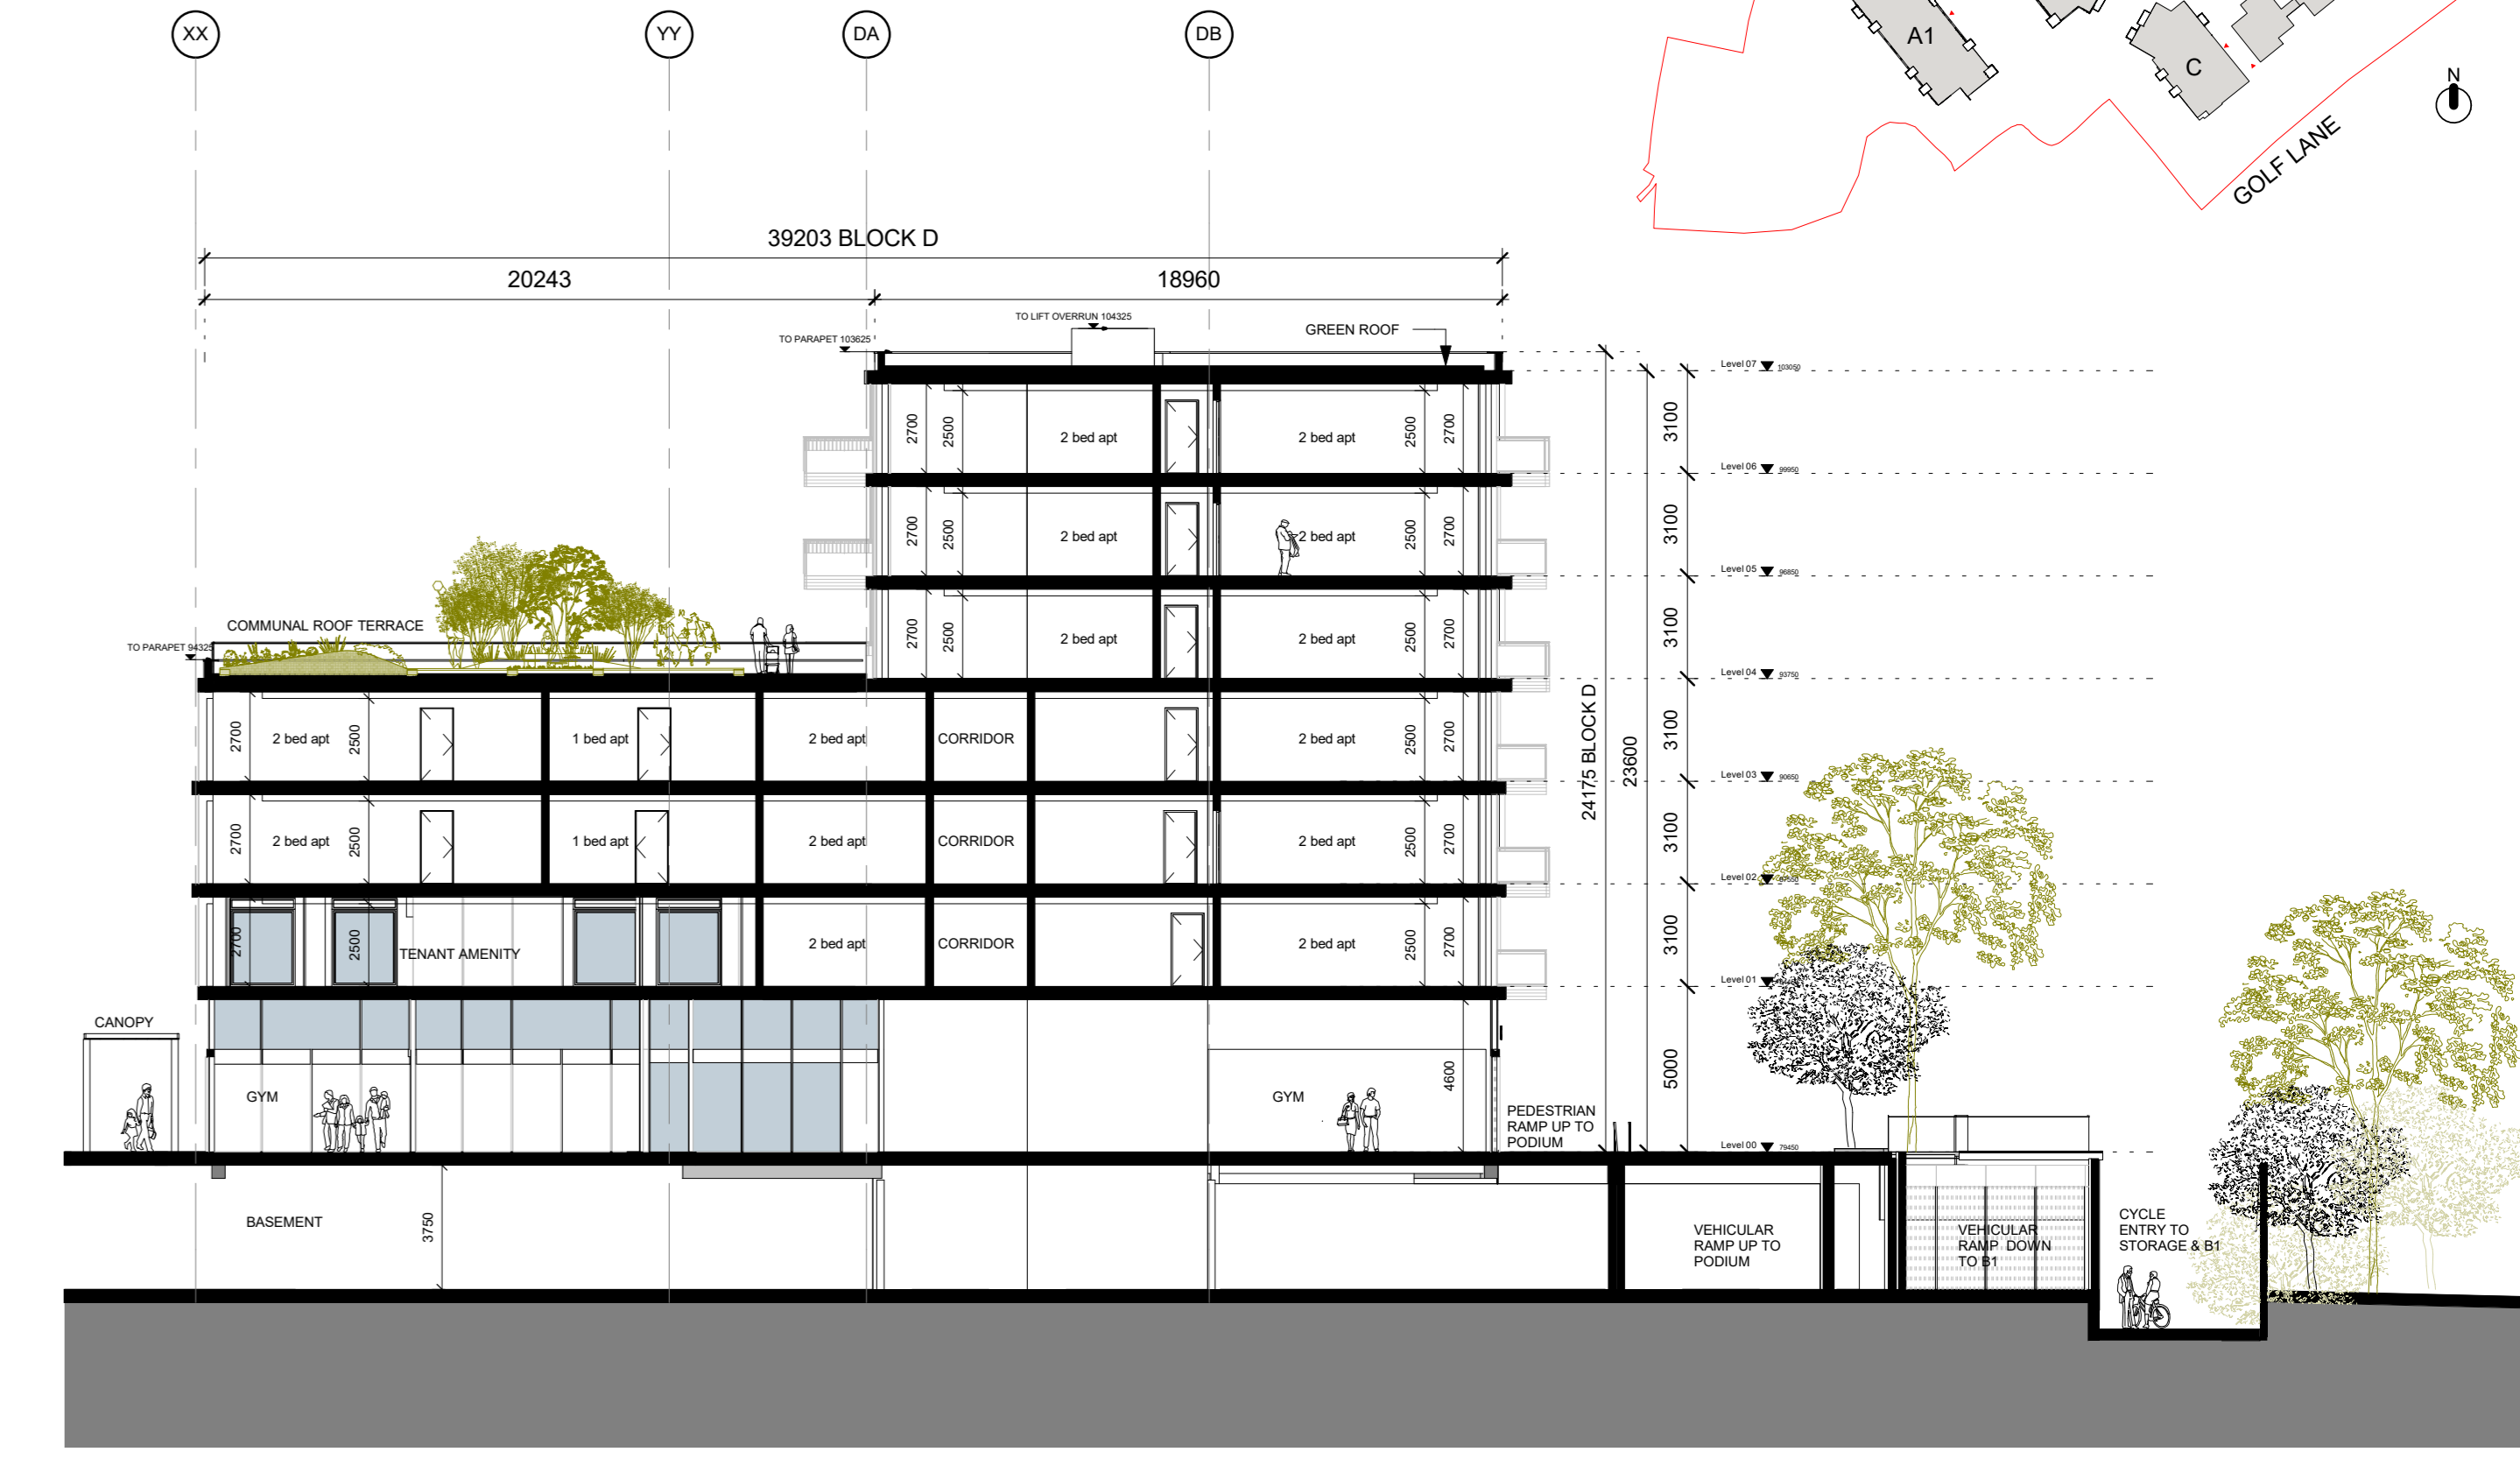 XX
YY
DA
DB
A1
C
N
GOLF LANE
39203 BLOCK D
20243
18960
TO LIFT OVERRUN 104325
TO PARAPET 103625
GREEN ROOF
Level 07 103050
2700
2500
2 bed apt
2 bed apt
2500
2700
3100
Level 06 99950
2700
2500
2 bed apt
2 bed apt
2500
2700
3100
Level 05 96850
COMMUNAL ROOF TERRACE
TO PARAPET 94325
2700
2500
2 bed apt
2 bed apt
2500
2700
3100
Level 04 93750
24175 BLOCK D
23600
2700
2 bed apt
2500
1 bed apt
2 bed apt
CORRIDOR
2 bed apt
2500
2700
3100
Level 03 90650
2700
2 bed apt
2500
1 bed apt
2 bed apt
CORRIDOR
2 bed apt
2500
2700
3100
Level 02
2700
2500
TENANT AMENITY
2 bed apt
CORRIDOR
2 bed apt
2500
2700
3100
Level 01
CANOPY
GYM
GYM
4600
5000
PEDESTRIAN
RAMP UP TO
PODIUM
Level 00 79450
BASEMENT
3750
VEHICULAR
RAMP UP TO
PODIUM
VEHICULAR
RAMP DOWN
TO B1
CYCLE
ENTRY TO
STORAGE & B1